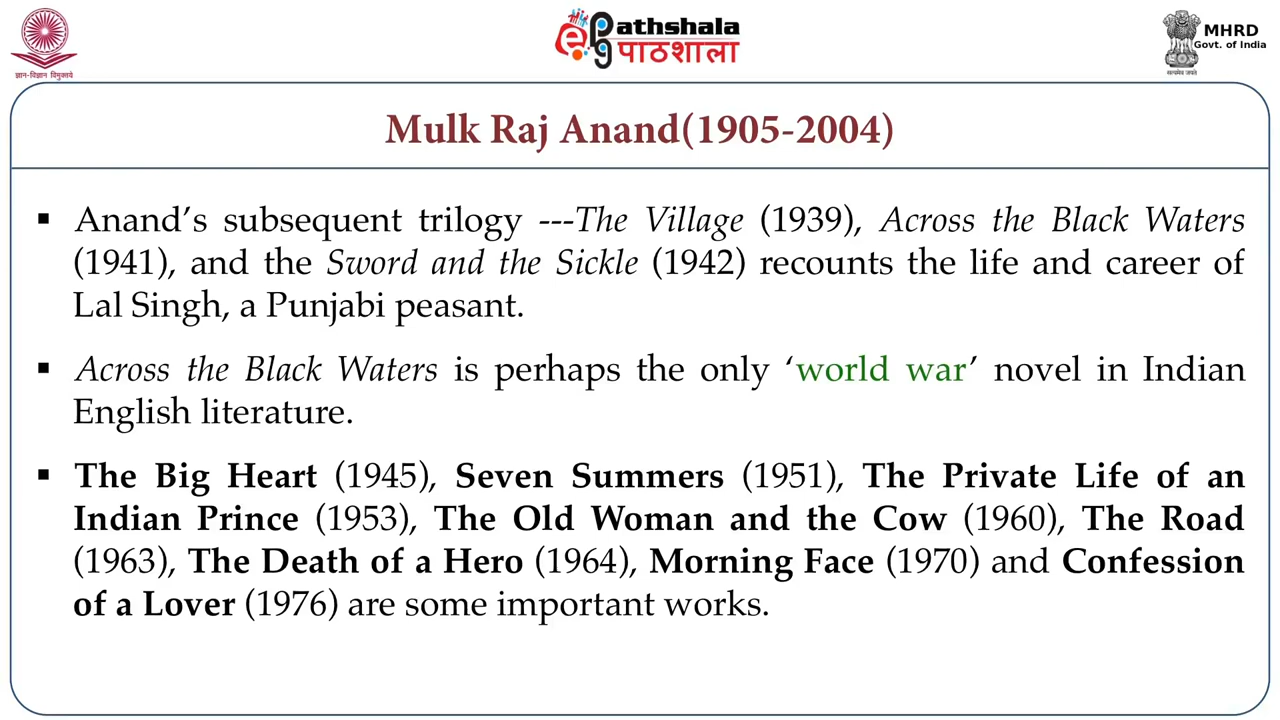 ज्ञान-विज्ञान विमुक्तये
ePathshala
पाठशाला
MHRD
Govt. of India
सत्यमेव जयते
Mulk Raj Anand(1905-2004)
▪ Anand’s subsequent trilogy ---The Village (1939), Across the Black Waters
(1941), and the Sword and the Sickle (1942) recounts the life and career of
Lal Singh, a Punjabi peasant.
▪ Across the Black Waters is perhaps the only ‘world war’ novel in Indian
English literature.
▪ The Big Heart (1945), Seven Summers (1951), The Private Life of an
Indian Prince (1953), The Old Woman and the Cow (1960), The Road
(1963), The Death of a Hero (1964), Morning Face (1970) and Confession
of a Lover (1976) are some important works.